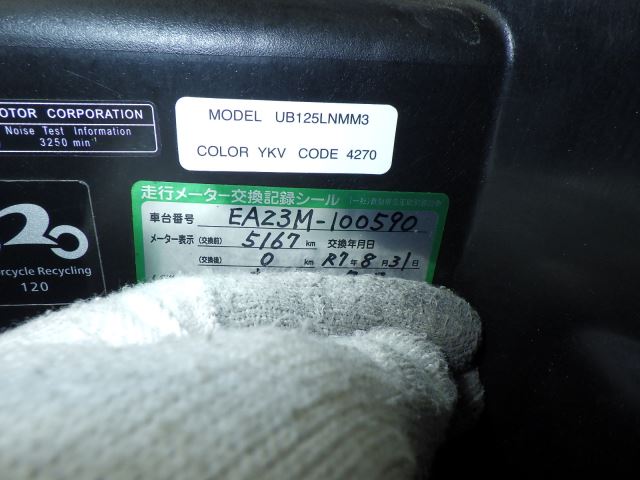 OTOR CORPORATION
Noise Test Information
3250 min⁻¹
MODEL UB125LNMM3
COLOR YKV CODE 4270
rcycle Recycling
120
走行メーター交換記録シール
車台番号 EA23M-100590
メーター表示 (交換前) 5167 km 交換年月日
(交換後) 0 km R7年8月31日